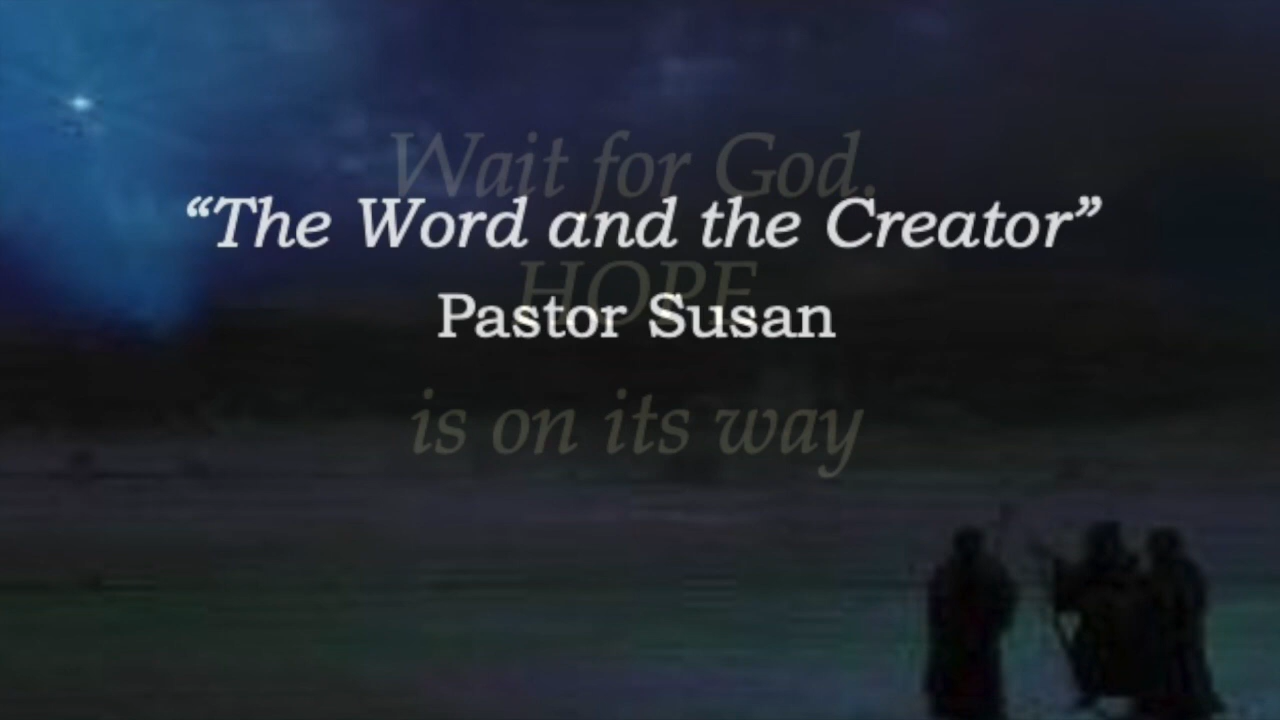 Wait for God.
“The Word and the Creator”
HOPE
Pastor Susan
is on its way